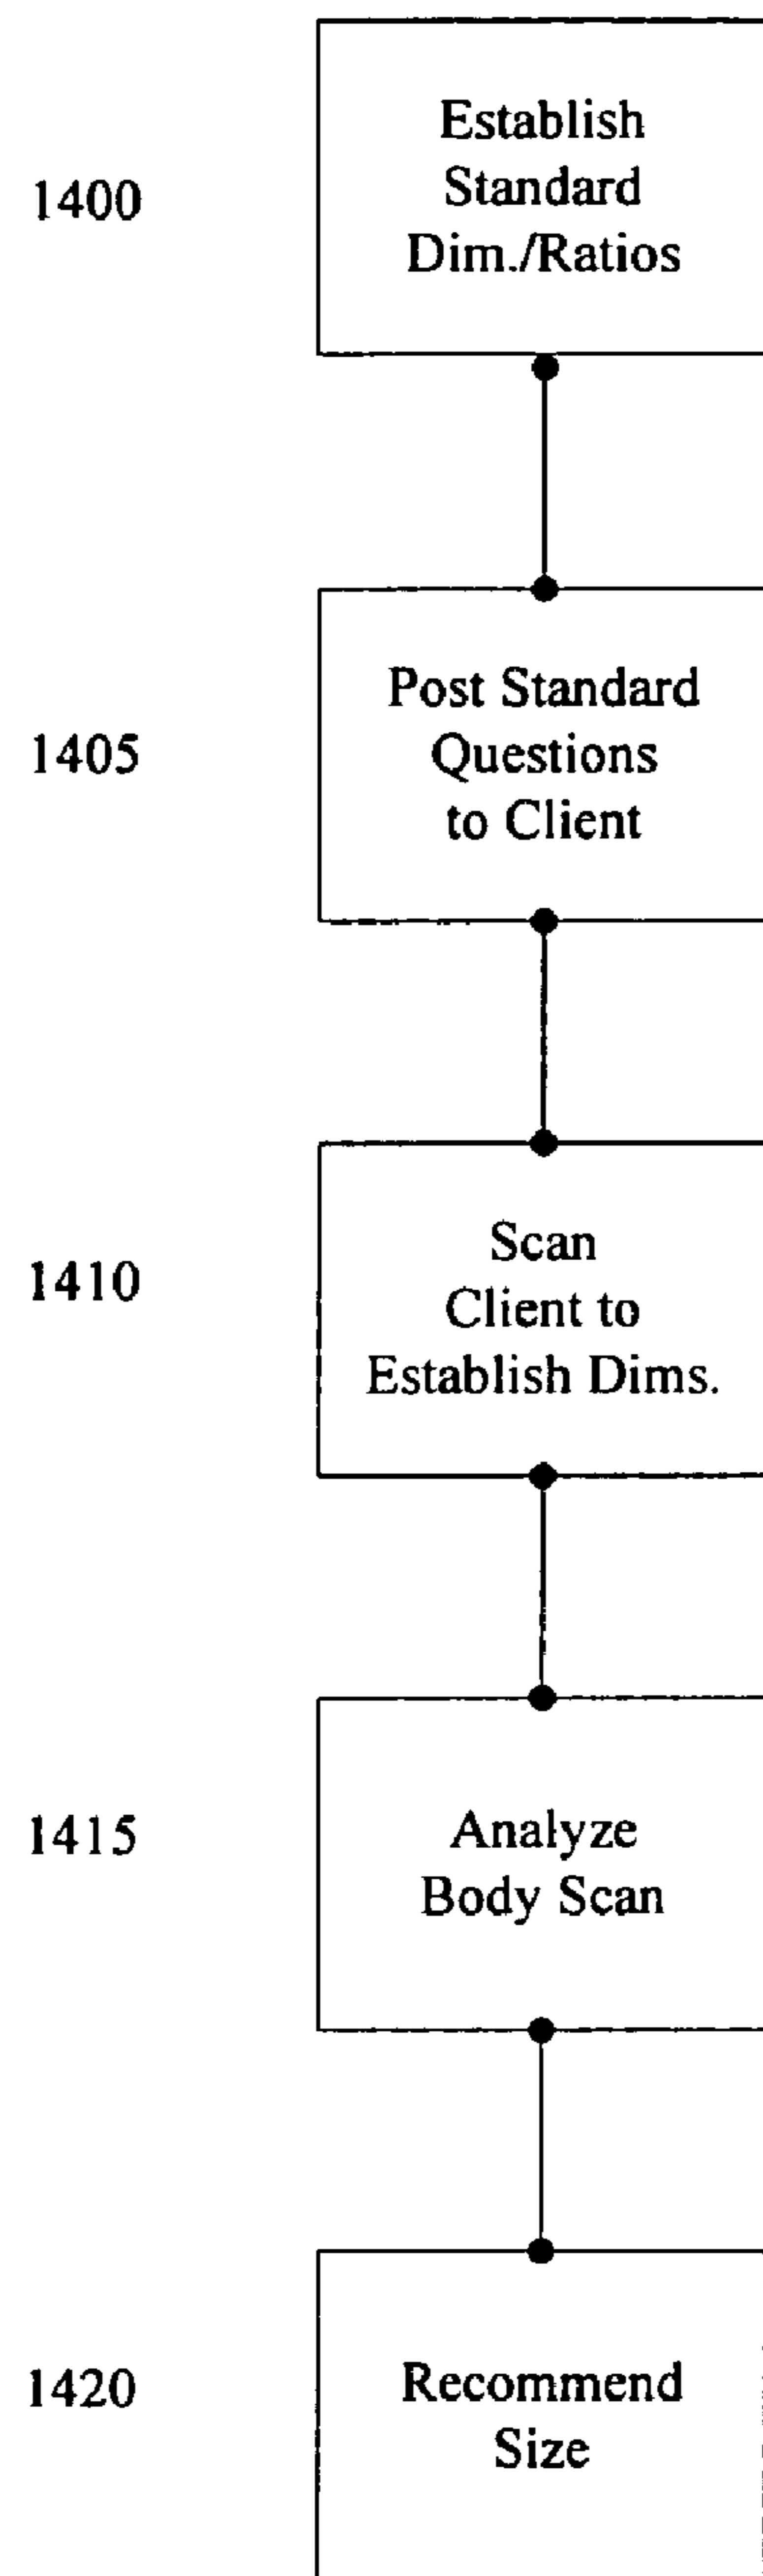 1400
Establish
Standard
Dim./Ratios
1405
Post Standard
Questions
to Client
1410
Scan
Client to
Establish Dims.
1415
Analyze
Body Scan
1420
Recommend
Size